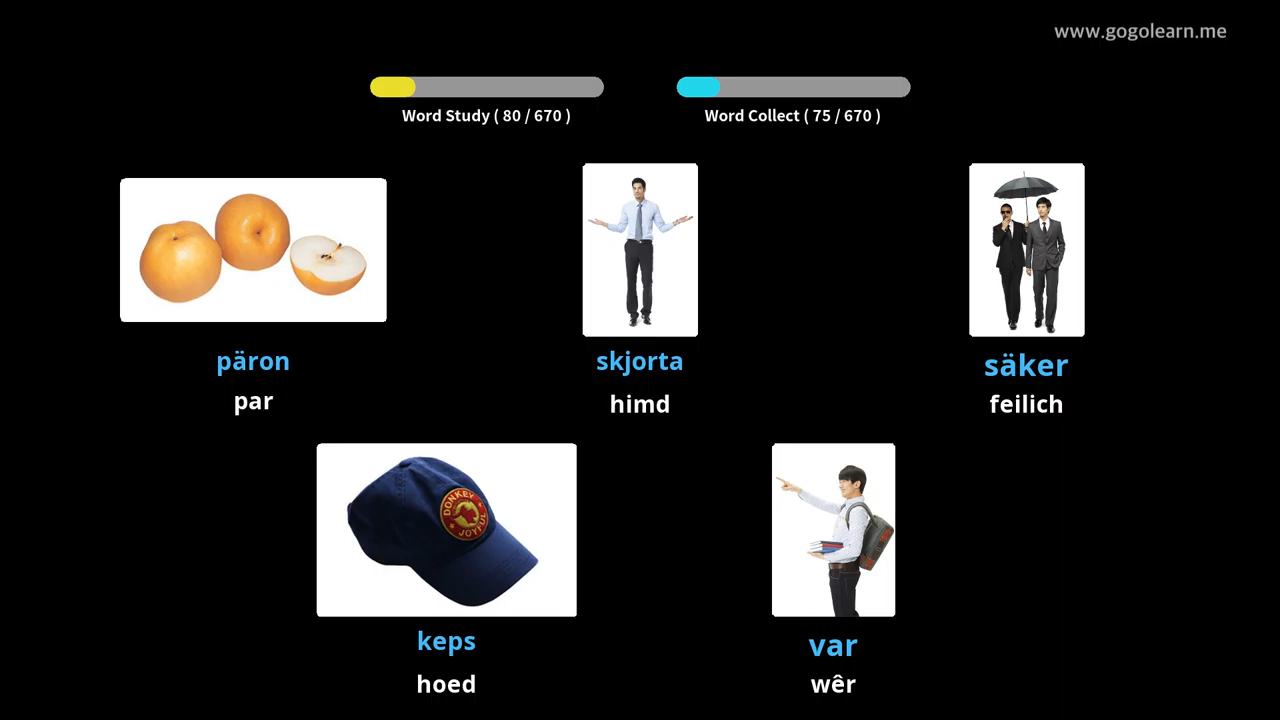 www.gogolearn.me
Word Study ( 80 / 670 )
Word Collect ( 75 / 670 )
päron
par
skjorta
himd
säker
feilich
DONKEY
JOYFUL
keps
hoed
var
wêr